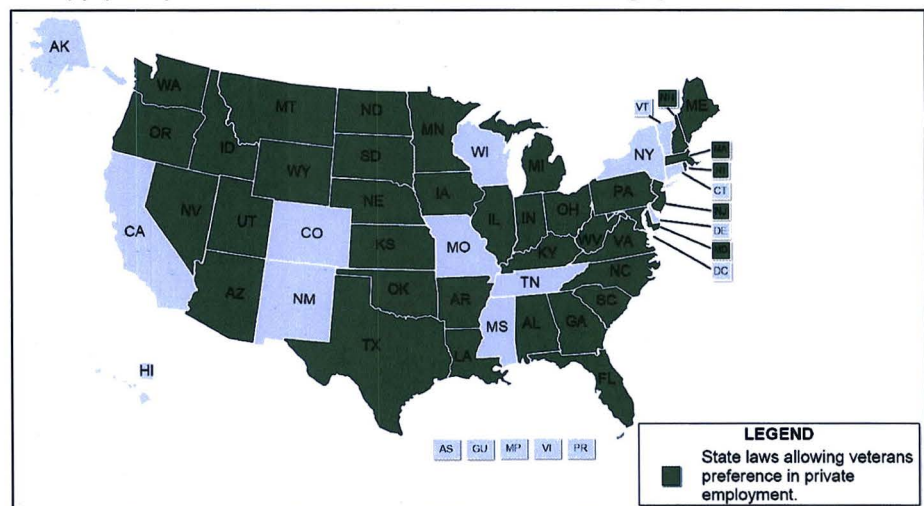 AK
WA
MT
ND
MN
VT
NH
ME
OR
ID
WY
SD
WI
MI
NY
MA
RI
CT
NJ
DE
MD
DC
NV
UT
CO
NE
IA
IL
IN
OH
PA
CA
KS
MO
KY
WV
VA
AZ
NM
OK
AR
TN
NC
SC
TX
LA
MS
AL
GA
FL
HI
AS GU MP VI PR
LEGEND
State laws allowing veterans
preference in private
employment.